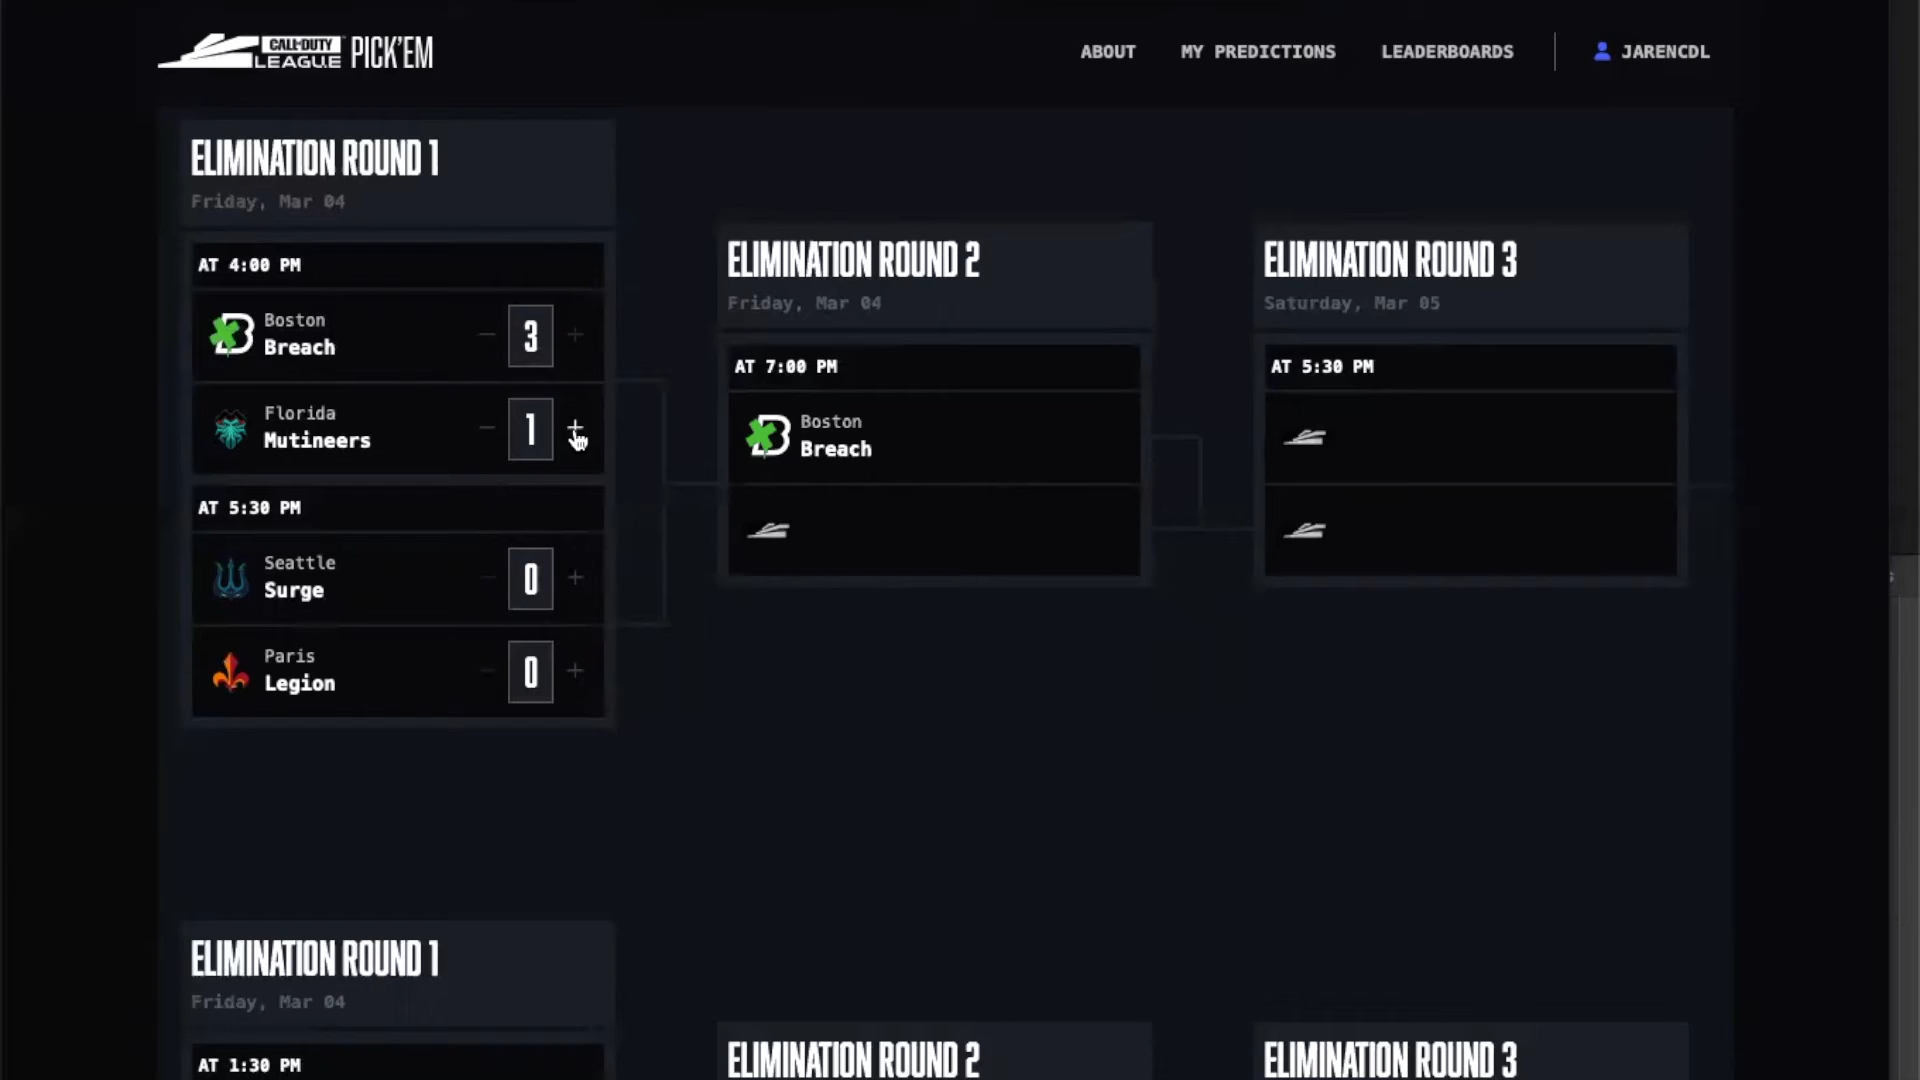 CALL OF DUTY
LEAGUE PICK'EM
ABOUT
MY PREDICTIONS
LEADERBOARDS
JARENCDL
ELIMINATION ROUND 1
Friday, Mar 04
AT 4:00 PM
Boston
Breach
3
Florida
Mutineers
1
AT 5:30 PM
Seattle
Surge
0
Paris
Legion
0
ELIMINATION ROUND 2
Friday, Mar 04
AT 7:00 PM
Boston
Breach
ELIMINATION ROUND 3
Saturday, Mar 05
AT 5:30 PM
ELIMINATION ROUND 1
Friday, Mar 04
AT 1:30 PM
ELIMINATION ROUND 2
ELIMINATION ROUND 3